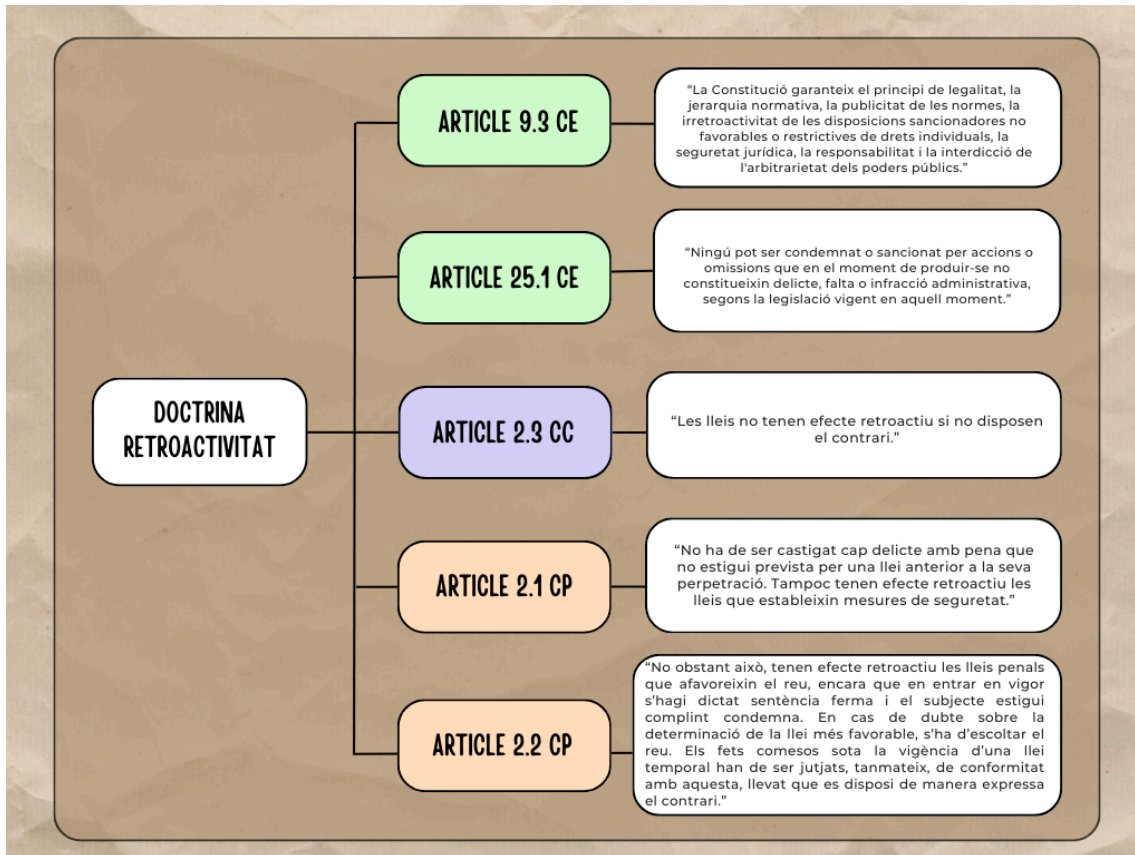 ARTICLE 9.3 CE
“La Constitució garanteix el principi de legalitat, la
jerarquia normativa, la publicitat de les normes, la
irretroactivitat de les disposicions sancionadores no
favorables o restrictives de drets individuals, la
seguretat jurídica, la responsabilitat i la interdicció de
l'arbitrarietat dels poders públics.”
ARTICLE 25.1 CE
“Ningú pot ser condemnat o sancionat per accions o
omissions que en el moment de produir-se no
constitueixin delicte, falta o infracció administrativa,
segons la legislació vigent en aquell moment.”
DOCTRINA
RETROACTIVITAT
ARTICLE 2.3 CC
“Les lleis no tenen efecte retroactiu si no disposen
el contrari.”
ARTICLE 2.1 CP
“No ha de ser castigat cap delicte amb pena que
no estigui prevista per una llei anterior a la seva
perpetració. Tampoc tenen efecte retroactiu les
lleis que estableixin mesures de seguretat.”
ARTICLE 2.2 CP
“No obstant això, tenen efecte retroactiu les lleis penals
que afavoreixin el reu, encara que en entrar en vigor
s’hagi dictat sentència ferma i el subjecte estigui
complint condemna. En cas de dubte sobre la
determinació de la llei més favorable, s’ha d’escoltar el
reu. Els fets comesos sota la vigència d’una llei
temporal han de ser jutjats, tanmateix, de conformitat
amb aquesta, llevat que es disposi de manera expressa
el contrari.”